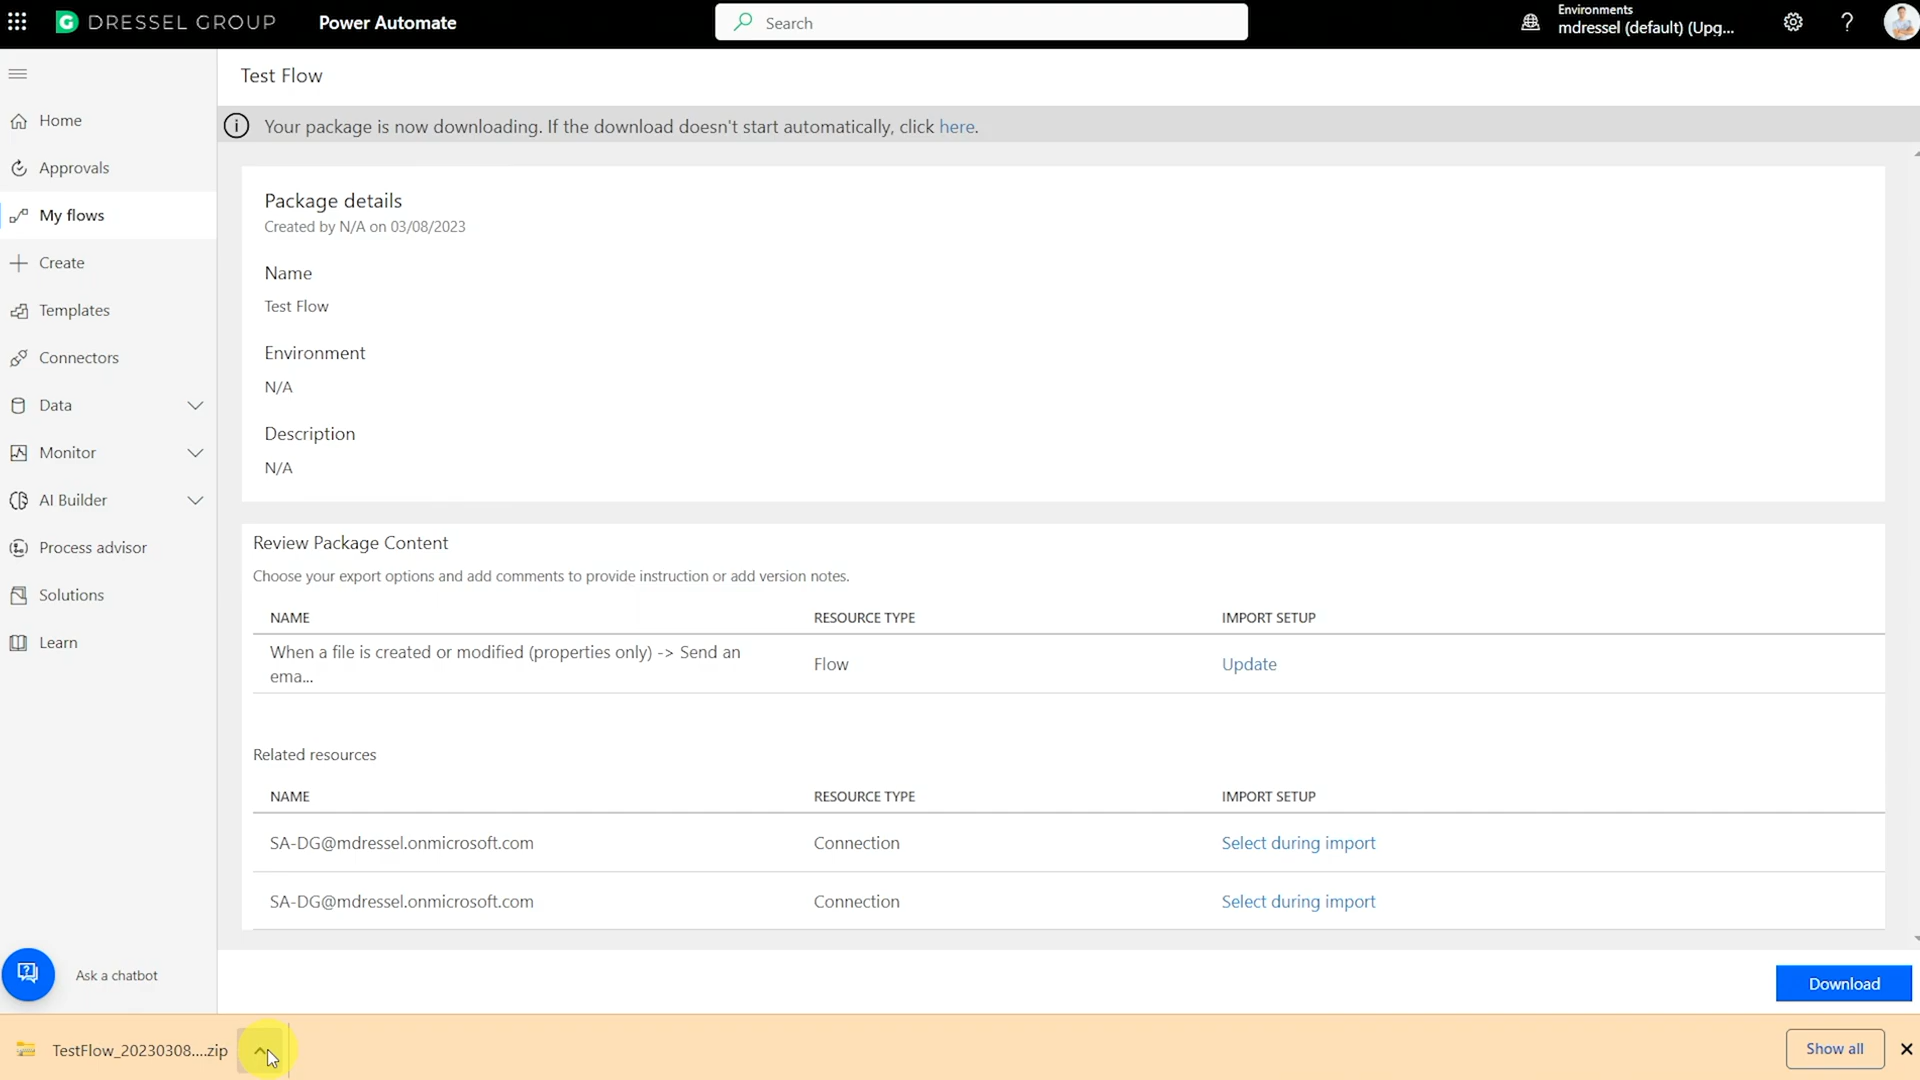 DRESSEL GROUP
Power Automate
Search
Environments
mdressel (default) (Upg...
Test Flow
Your package is now downloading. If the download doesn't start automatically, click here.
Home
Approvals
My flows
Create
Templates
Connectors
Data
Monitor
AI Builder
Process advisor
Solutions
Learn
Ask a chatbot
Package details
Created by N/A on 03/08/2023
Name
Test Flow
Environment
N/A
Description
N/A
Review Package Content
Choose your export options and add comments to provide instruction or add version notes.
NAME RESOURCE TYPE IMPORT SETUP
When a file is created or modified (properties only) -> Send an
ema... Flow Update
Related resources
NAME RESOURCE TYPE IMPORT SETUP
SA-DG@mdressel.onmicrosoft.com Connection Select during import
SA-DG@mdressel.onmicrosoft.com Connection Select during import
Download
TestFlow_20230308....zip
Show all